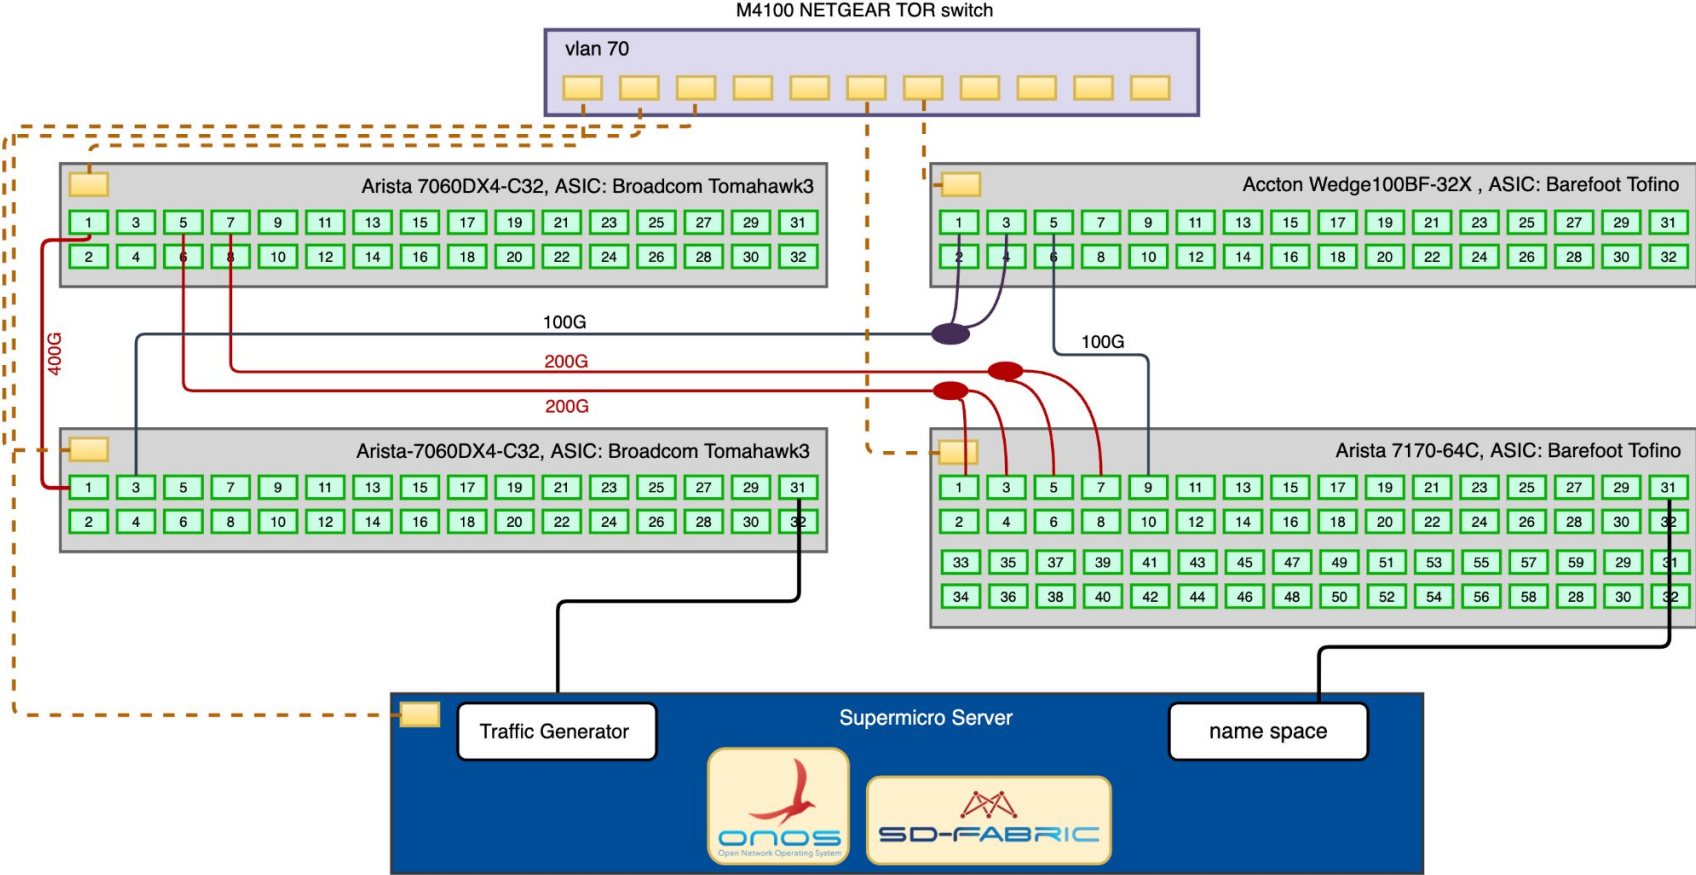 M4100 NETGEAR TOR switch
vlan 70
Arista 7060DX4-C32, ASIC: Broadcom Tomahawk3
1 3 5 7 9 11 13 15 17 19 21 23 25 27 29 31
2 4 6 8 10 12 14 16 18 20 22 24 26 28 30 32
Accton Wedge100BF-32X , ASIC: Barefoot Tofino
1 3 5 7 9 11 13 15 17 19 21 23 25 27 29 31
2 4 6 8 10 12 14 16 18 20 22 24 26 28 30 32
100G
400G
100G
200G
200G
Arista-7060DX4-C32, ASIC: Broadcom Tomahawk3
1 3 5 7 9 11 13 15 17 19 21 23 25 27 29 31
2 4 6 8 10 12 14 16 18 20 22 24 26 28 30 32
Arista 7170-64C, ASIC: Barefoot Tofino
1 3 5 7 9 11 13 15 17 19 21 23 25 27 29 31
2 4 6 8 10 12 14 16 18 20 22 24 26 28 30 32
33 35 37 39 41 43 45 47 49 51 53 55 57 59 29 31
34 36 38 40 42 44 46 48 50 52 54 56 58 28 30 32
Traffic Generator
Supermicro Server
name space
onos
Open Network Operating System
SD-FABRIC